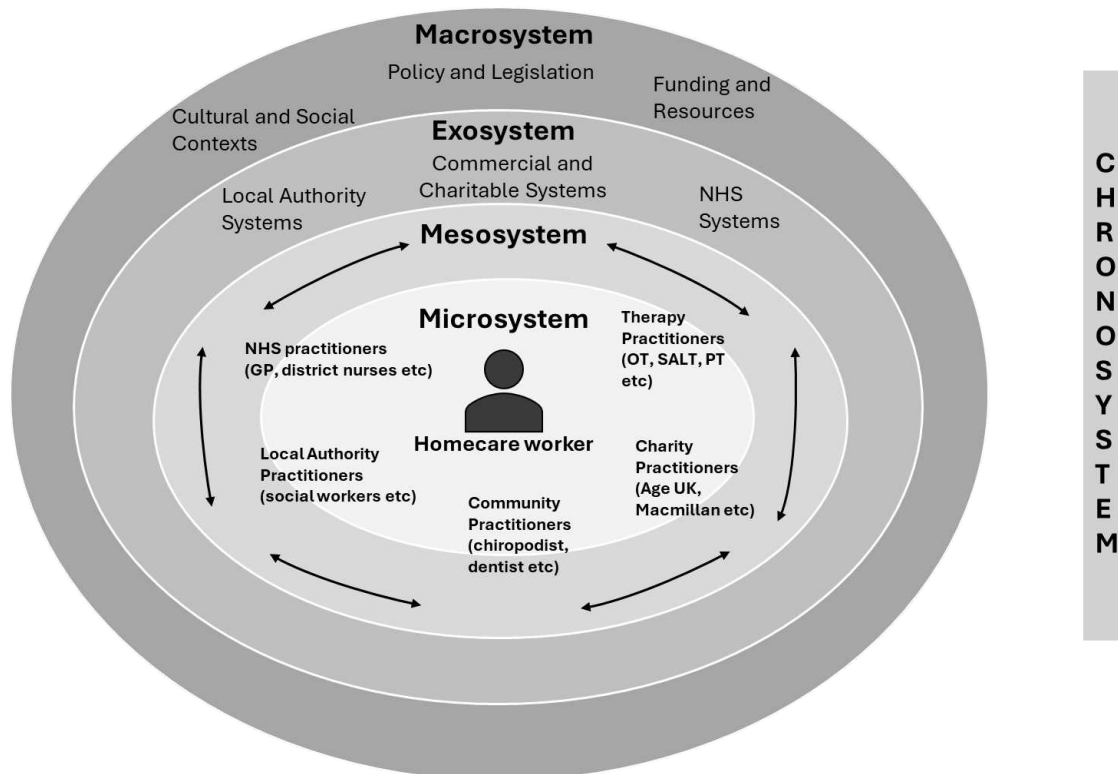 Macrosystem
Policy and Legislation
Funding and
Resources
Cultural and Social
Contexts
Exosystem
Commercial and
Charitable Systems
Local Authority
Systems
NHS
Systems
Mesosystem
Microsystem
Therapy
Practitioners
(OT, SALT, PT
etc)
NHS practitioners
(GP, district nurses etc)
Homecare worker
Local Authority
Practitioners
(social workers etc)
Charity
Practitioners
(Age UK,
Macmillan etc)
Community
Practitioners
(chiropodist,
dentist etc)
C
H
R
O
N
O
S
Y
S
T
E
M